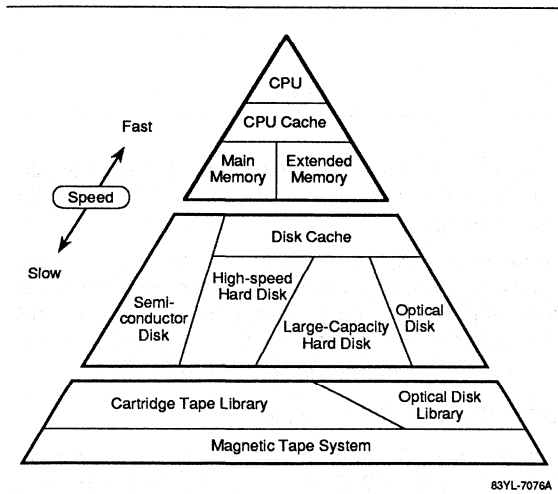 CPU
CPU Cache
Main
Memory
Extended
Memory
Fast
Speed
Slow
Disk Cache
Semi-
conductor
Disk
High-speed
Hard Disk
Large-Capacity
Hard Disk
Optical
Disk
Cartridge Tape Library
Optical Disk
Library
Magnetic Tape System
83YL-7076A